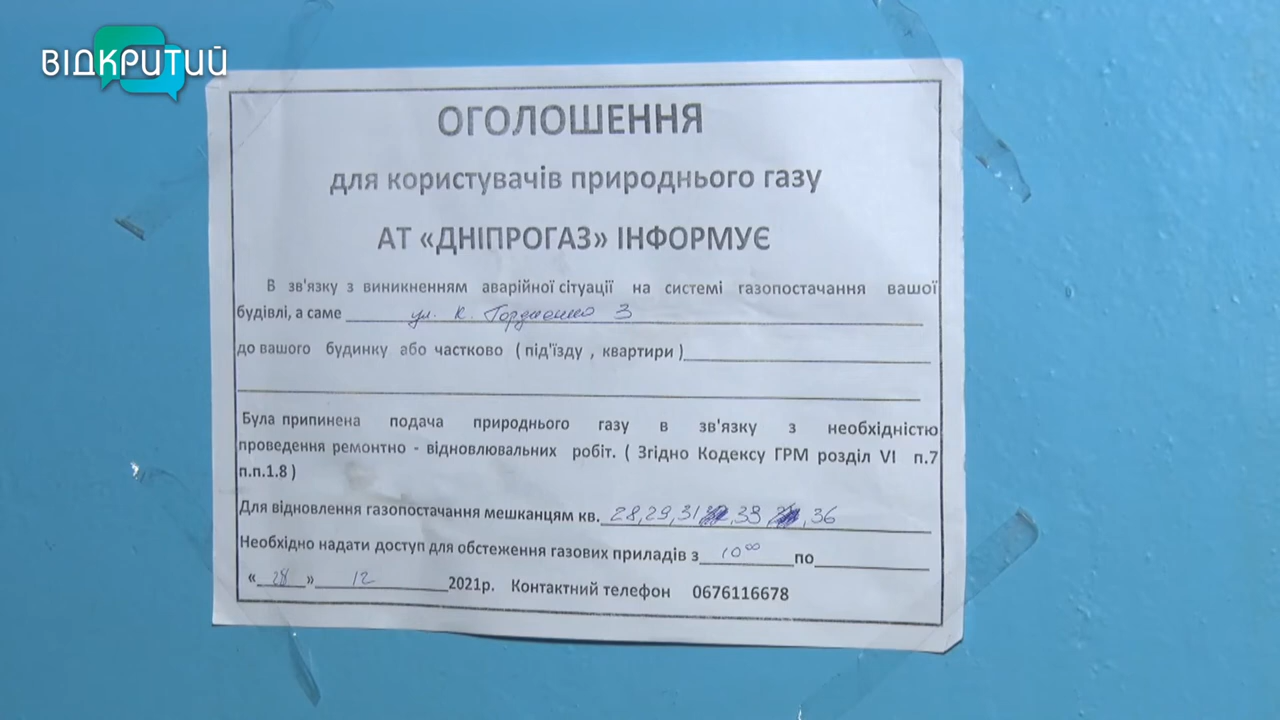 ВІДКРИТИЙ
ОГОЛОШЕННЯ
для користувачів природнього газу
АТ «ДНІПРОГАЗ» ІНФОРМУЄ
В зв'язку з виникненням аварійної ситуації на системі газопостачання вашої
будівлі, а саме ул. К. Гордиенко 3
до вашого будинку або частково ( під'їзду , квартири )
Була припинена подача природнього газу в зв'язку з необхідністю
проведення ремонтно - відновлювальних робіт. ( Згідно Кодексу ГРМ розділ VI п.7
п.п.1.8 )
Для відновлення газопостачання мешканцям кв. 28, 29, 31, 33, 36
Необхідно надати доступ для обстеження газових приладів з 10⁰⁰ по
« 28 » 12 2021р. Контактний телефон 0676116678